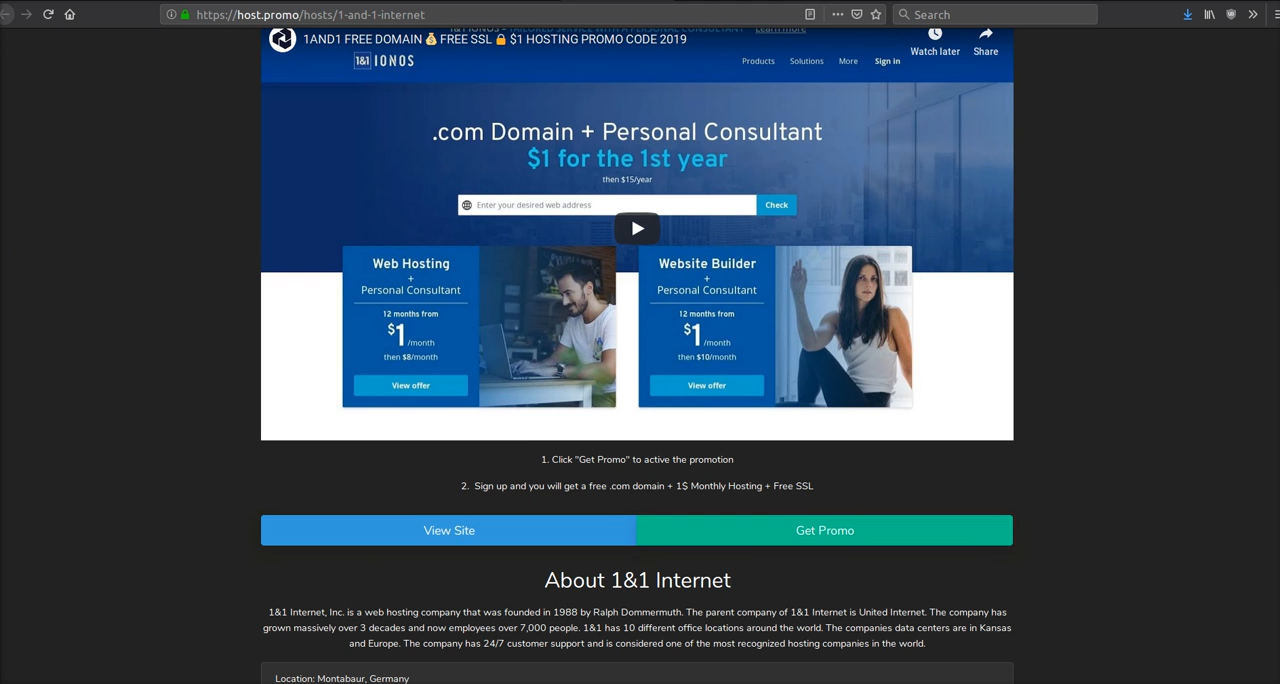 https://host.promo/hosts/1-and-1-internet
Search
1&1 IONOS - TAILORED SERVICE WITH A PERSONAL CONSULTANT Learn more
1AND1 FREE DOMAIN 💰 FREE SSL 🔒 $1 HOSTING PROMO CODE 2019
Watch later
Share
1&1 IONOS
Products
Solutions
More
Sign in
.com Domain + Personal Consultant
$1 for the 1st year
then $15/year
Enter your desired web address
Check
Web Hosting
+
Personal Consultant
12 months from
$1 /month
then $8/month
View offer
Website Builder
+
Personal Consultant
12 months from
$1 /month
then $10/month
View offer
1. Click "Get Promo" to active the promotion
2. Sign up and you will get a free .com domain + 1$ Monthly Hosting + Free SSL
View Site
Get Promo
About 1&1 Internet
1&1 Internet, Inc. is a web hosting company that was founded in 1988 by Ralph Dommermuth. The parent company of 1&1 Internet is United Internet. The company has
grown massively over 3 decades and now employees over 7,000 people. 1&1 has 10 different office locations around the world. The companies data centers are in Kansas
and Europe. The company has 24/7 customer support and is considered one of the most recognized hosting companies in the world.
Location: Montabaur, Germany